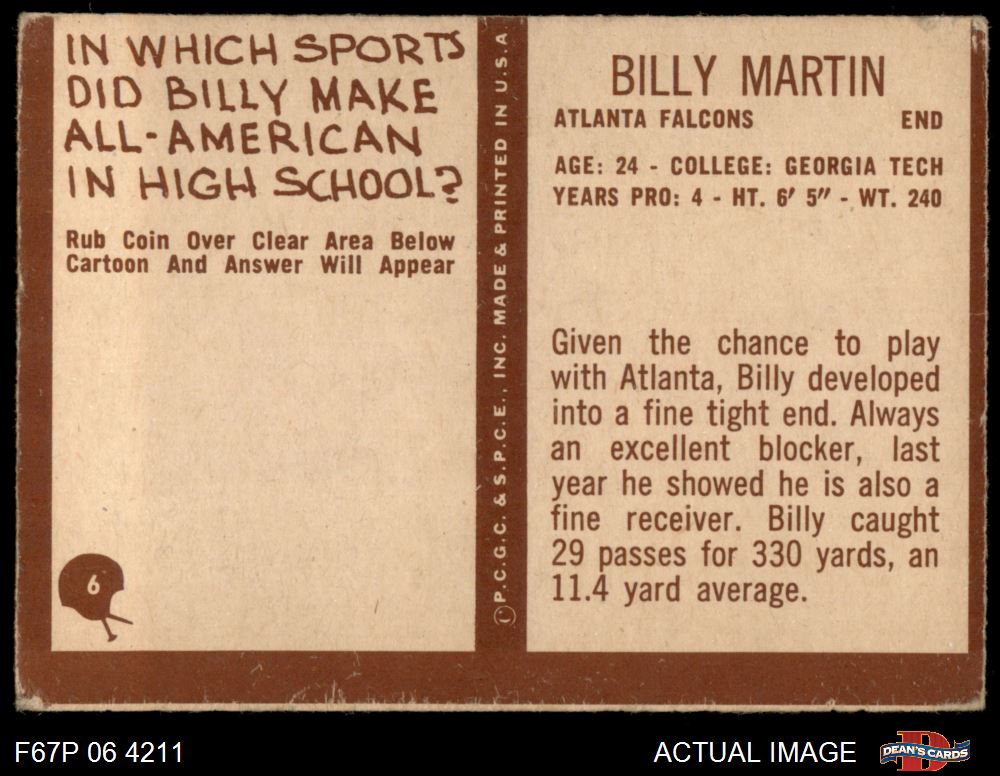 IN WHICH SPORTS
DID BILLY MAKE
ALL-AMERICAN
IN HIGH SCHOOL?
Rub Coin Over Clear Area Below
Cartoon And Answer Will Appear
6
© P.C.G.C. & S.P.C.E., INC. MADE & PRINTED IN U.S.A.
BILLY MARTIN
ATLANTA FALCONS END
AGE: 24 - COLLEGE: GEORGIA TECH
YEARS PRO: 4 - HT. 6' 5" - WT. 240
Given the chance to play
with Atlanta, Billy developed
into a fine tight end. Always
an excellent blocker, last
year he showed he is also a
fine receiver. Billy caught
29 passes for 330 yards, an
11.4 yard average.
F67P 06 4211
ACTUAL IMAGE
D
DEAN'S CARDS